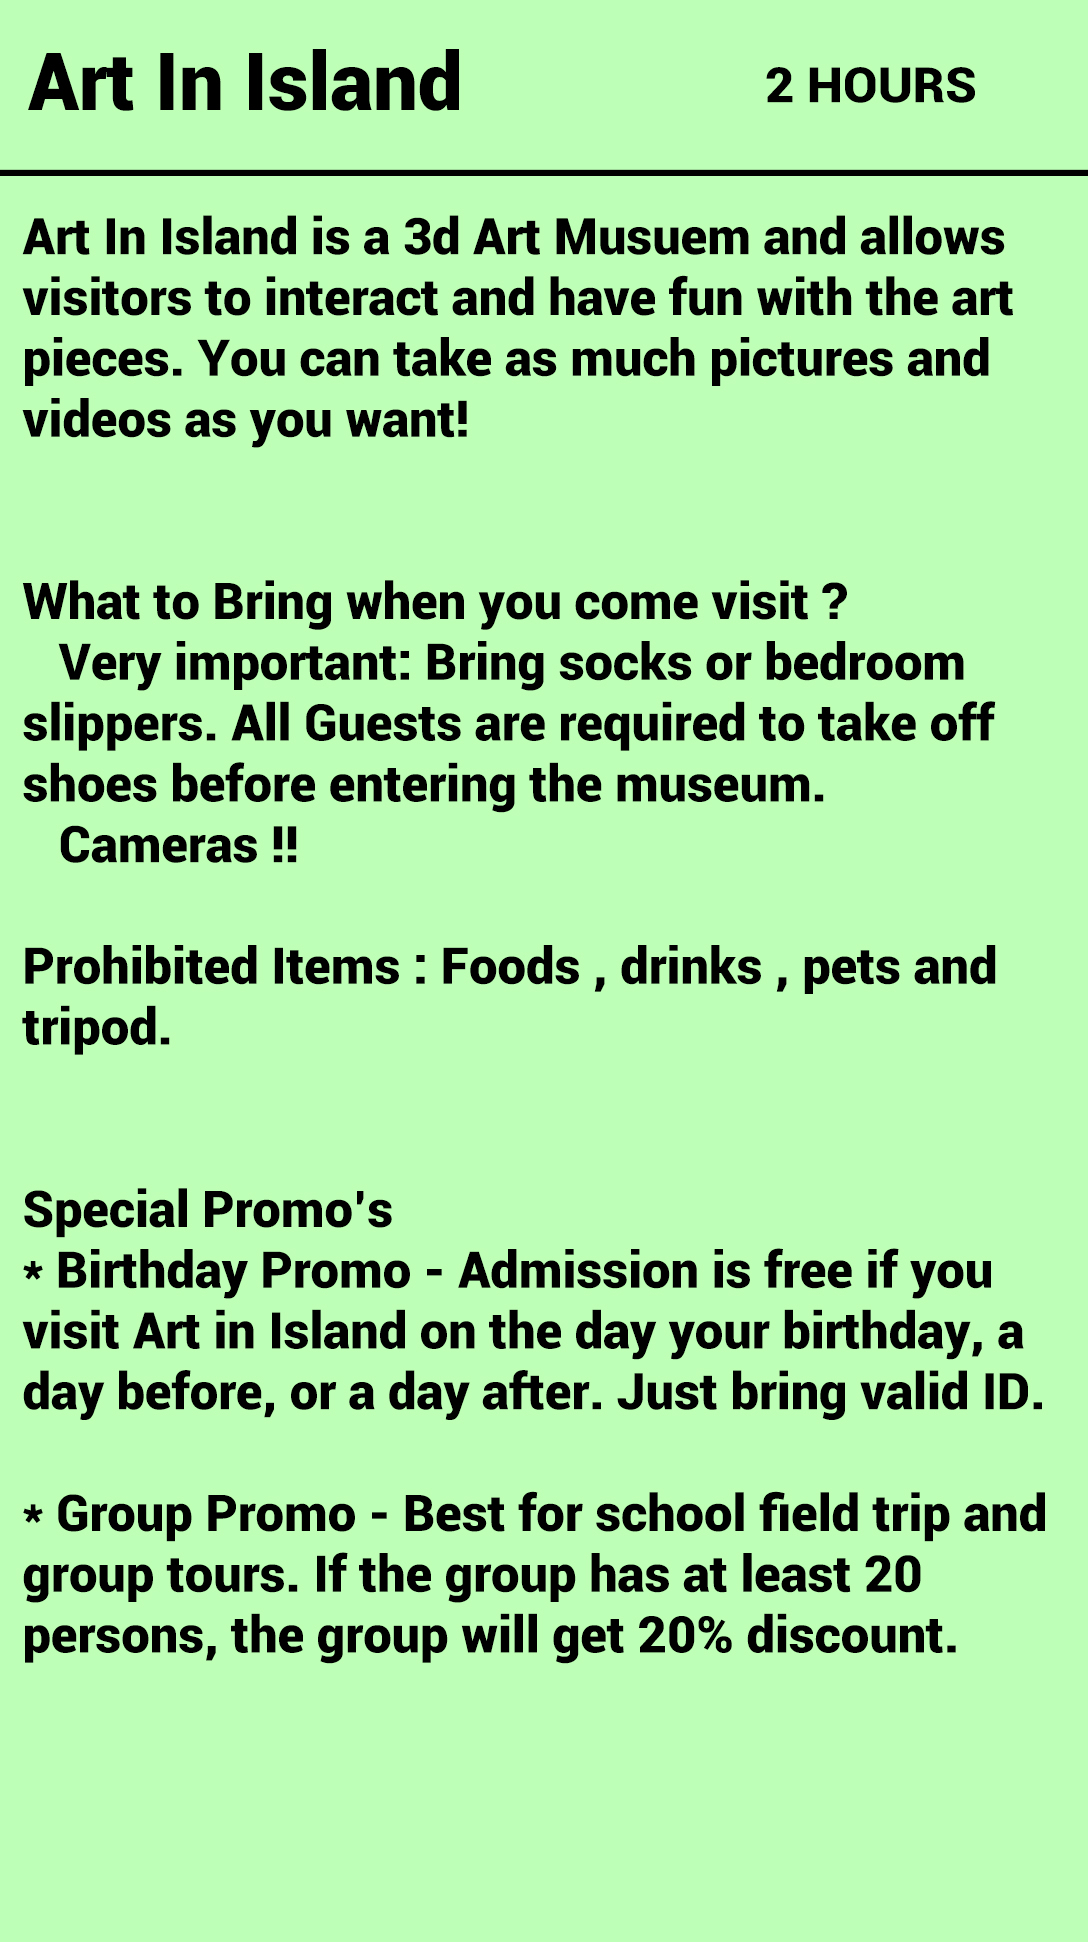 Art In Island
2 HOURS
Art In Island is a 3d Art Musuem and allows
visitors to interact and have fun with the art
pieces. You can take as much pictures and
videos as you want!
What to Bring when you come visit ?
Very important: Bring socks or bedroom
slippers. All Guests are required to take off
shoes before entering the museum.
Cameras !!
Prohibited Items : Foods , drinks , pets and
tripod.
Special Promo's
* Birthday Promo - Admission is free if you
visit Art in Island on the day your birthday, a
day before, or a day after. Just bring valid ID.
* Group Promo - Best for school field trip and
group tours. If the group has at least 20
persons, the group will get 20% discount.